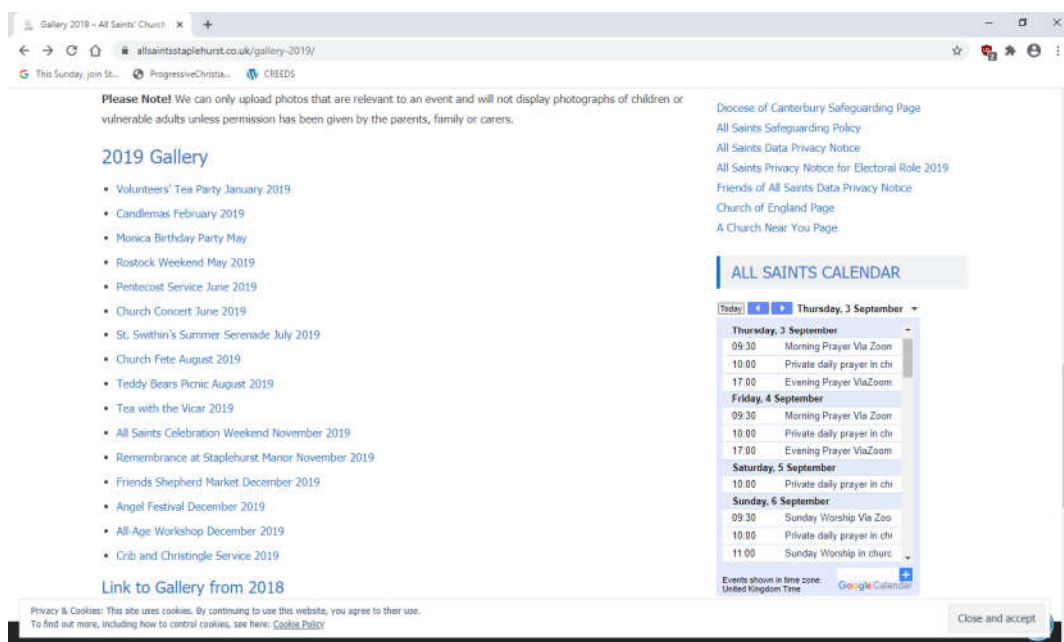 Gallery 2019 – All Saints' Church
allsaintsstaplehurst.co.uk/gallery-2019/
This Sunday, join St...
ProgressiveChristia...
CREEDS
Please Note! We can only upload photos that are relevant to an event and will not display photographs of children or
vulnerable adults unless permission has been given by the parents, family or carers.
2019 Gallery
• Volunteers' Tea Party January 2019
• Candlemas February 2019
• Monica Birthday Party May
• Rostock Weekend May 2019
• Pentecost Service June 2019
• Church Concert June 2019
• St. Swithin's Summer Serenade July 2019
• Church Fete August 2019
• Teddy Bears Picnic August 2019
• Tea with the Vicar 2019
• All Saints Celebration Weekend November 2019
• Remembrance at Staplehurst Manor November 2019
• Friends Shepherd Market December 2019
• Angel Festival December 2019
• All-Age Workshop December 2019
• Crib and Christingle Service 2019
Link to Gallery from 2018
Diocese of Canterbury Safeguarding Page
All Saints Safeguarding Policy
All Saints Data Privacy Notice
All Saints Privacy Notice for Electoral Role 2019
Friends of All Saints Data Privacy Notice
Church of England Page
A Church Near You Page
ALL SAINTS CALENDAR
Today Thursday, 3 September
Thursday, 3 September
09:30 Morning Prayer Via Zoom
10:00 Private daily prayer in chu
17:00 Evening Prayer ViaZoom
Friday, 4 September
09:30 Morning Prayer Via Zoom
10:00 Private daily prayer in chu
17:00 Evening Prayer ViaZoom
Saturday, 5 September
10:00 Private daily prayer in chu
Sunday, 6 September
09:30 Sunday Worship Via Zoo
10:00 Private daily prayer in chu
11:00 Sunday Worship in churc
Events shown in time zone:
United Kingdom Time
Google Calendar
Privacy & Cookies: This site uses cookies. By continuing to use this website, you agree to their use.
To find out more, including how to control cookies, see here: Cookie Policy
Close and accept